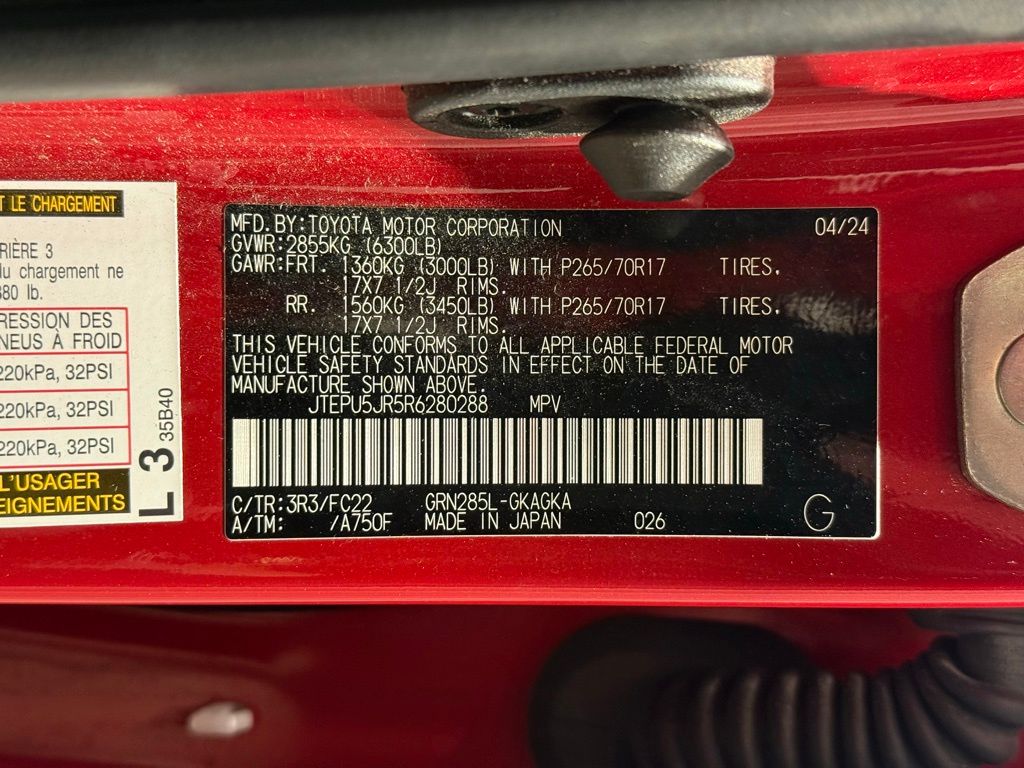 T LE CHARGEMENT
RIÈRE 3
du chargement ne
380 lb.
RESSION DES
NEUS À FROID
220kPa, 32PSI
220kPa, 32PSI
220kPa, 32PSI
L'USAGER
EIGNEMENTS
L 3 35B40
MFD. BY: TOYOTA MOTOR CORPORATION 04/24
GVWR: 2855KG (6300LB)
GAWR: FRT. 1360KG (3000LB) WITH P265/70R17 TIRES,
17X7 1/2J RIMS.
RR. 1560KG (3450LB) WITH P265/70R17 TIRES,
17X7 1/2J RIMS.
THIS VEHICLE CONFORMS TO ALL APPLICABLE FEDERAL MOTOR
VEHICLE SAFETY STANDARDS IN EFFECT ON THE DATE OF
MANUFACTURE SHOWN ABOVE.
JTEPU5JR5R6280288 MPV
C/TR: 3R3/FC22 GRN285L-GKAGKA
A/TM: /A750F MADE IN JAPAN 026 G